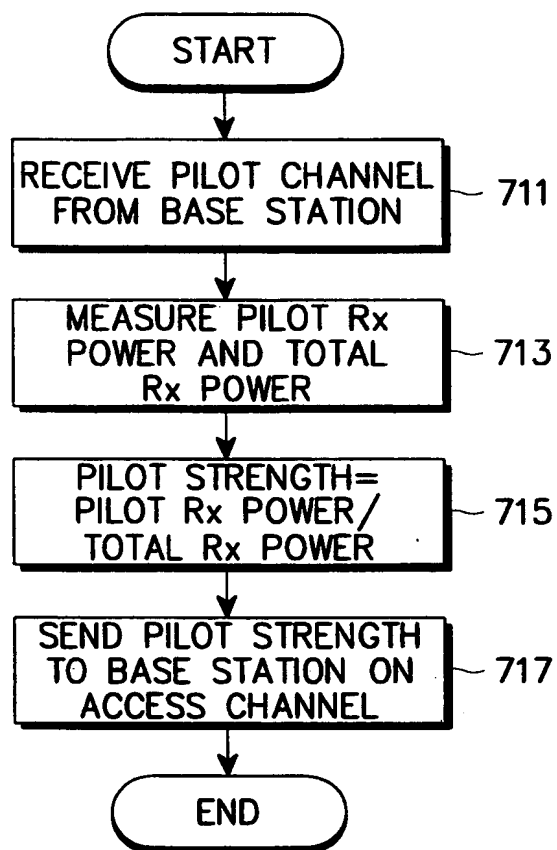 START
RECEIVE PILOT CHANNEL
FROM BASE STATION
711
MEASURE PILOT Rx
POWER AND TOTAL
Rx POWER
713
PILOT STRENGTH=
PILOT Rx POWER/
TOTAL Rx POWER
715
SEND PILOT STRENGTH
TO BASE STATION ON
ACCESS CHANNEL
717
END